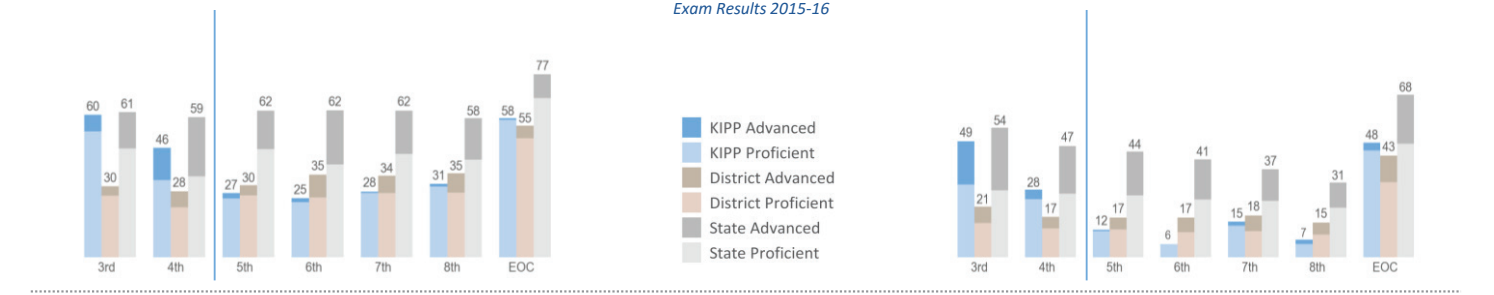 Exam Results 2015-16
60
30
61
46
28
59
27
30
62
25
35
62
28
34
62
31
35
58
58
55
77
3rd
4th
5th
6th
7th
8th
EOC
KIPP Advanced
KIPP Proficient
District Advanced
District Proficient
State Advanced
State Proficient
49
21
54
28
17
47
12
17
44
6
17
41
15
18
37
7
15
31
48
43
68
3rd
4th
5th
6th
7th
8th
EOC